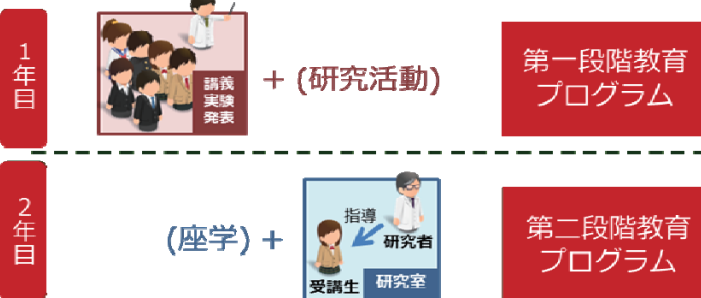 1年目
講義
実験
発表
+ (研究活動)
第一段階教育
プログラム
2年目
(座学) +
指導
研究者
受講生
研究室
第二段階教育
プログラム